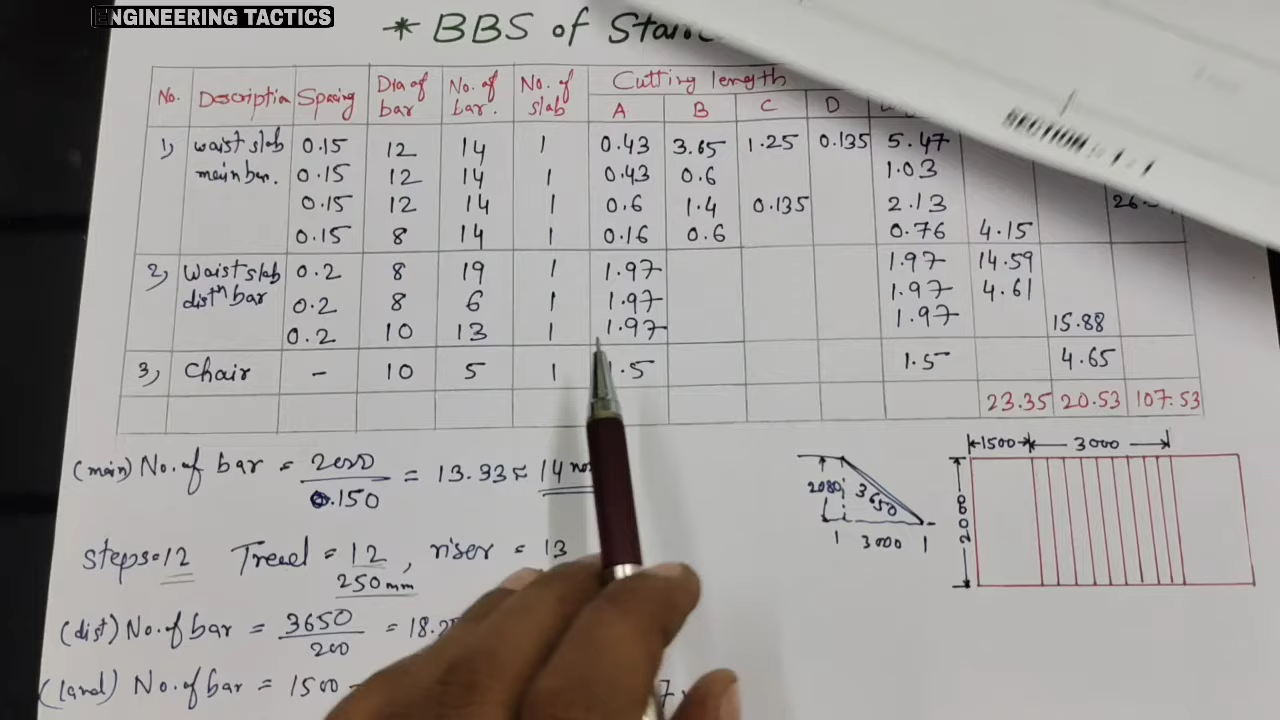 ENGINEERING TACTICS
* BBS of
No. Description Spacing Dia of bar No. of bar. No. of slab Cutting length
A B C D
1) waist slab 0.15 12 14 1 0.43 3.65 1.25 0.135 5.47
main bar. 0.15 12 14 1 0.43 0.6 1.03
0.15 12 14 1 0.6 1.4 0.135 2.13
0.15 8 14 1 0.16 0.6 0.76 4.15
2) Waist slab 0.2 8 19 1 1.97 1.97 14.59
distn bar 0.2 8 6 1 1.97 1.97 4.61
0.2 10 13 1 1.97 1.97 15.88
3) Chair - 10 5 1 1.5 1.5 4.65
23.35 20.53 107.53
(main) No. of bar = 2000 / 0.150 = 13.33 ≈ 14 nos
steps=12 Tread = 12 , riser = 13
250mm
(dist) No. of bar = 3650 / 200 = 18.2
(land) No. of bar = 1500
2080 3650
1 3000 1
1500 3000
2000